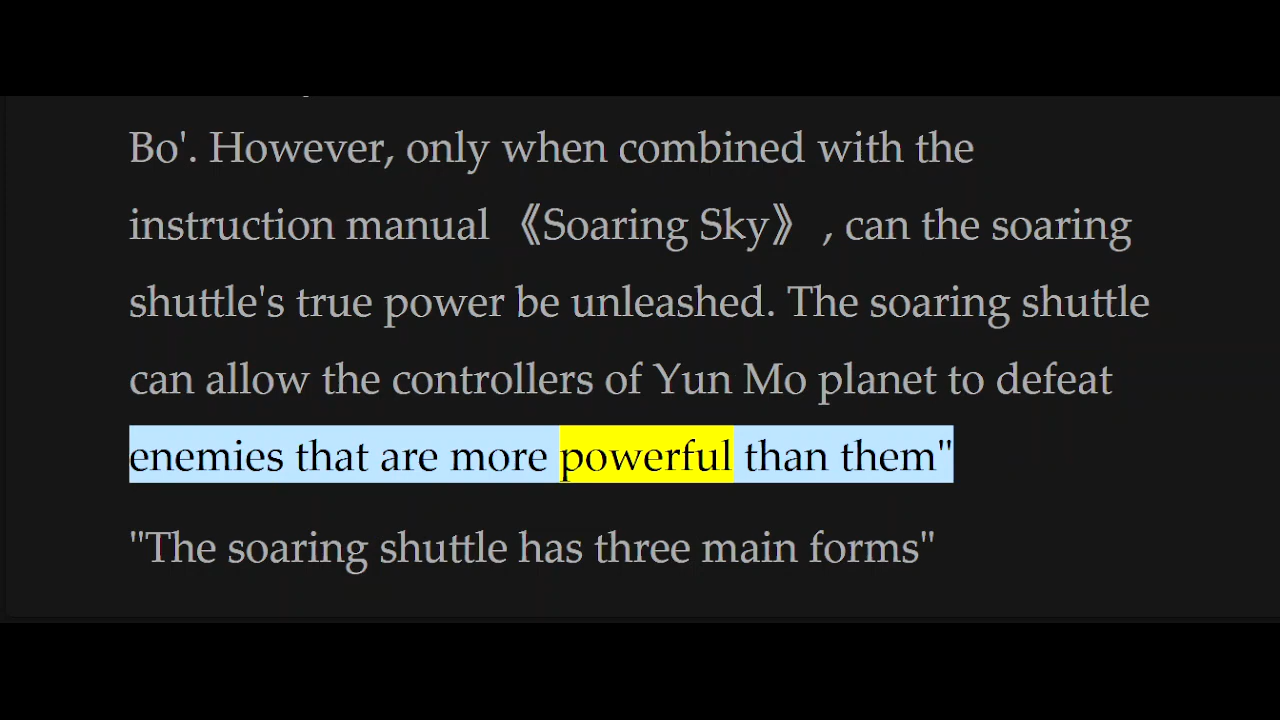 Bo'. However, only when combined with the
instruction manual 《Soaring Sky》 , can the soaring
shuttle's true power be unleashed. The soaring shuttle
can allow the controllers of Yun Mo planet to defeat
enemies that are more powerful than them"
"The soaring shuttle has three main forms"